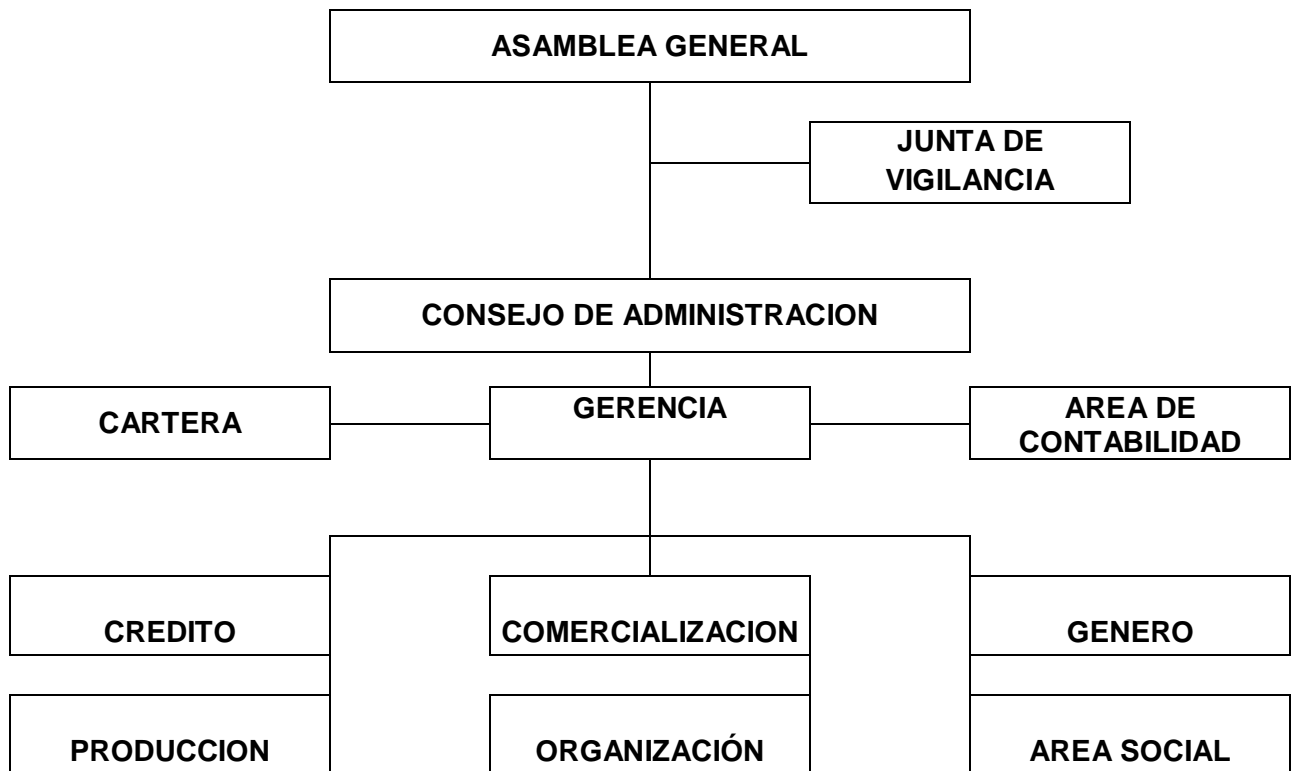 ASAMBLEA GENERAL
JUNTA DE
VIGILANCIA
CONSEJO DE ADMINISTRACION
CARTERA
GERENCIA
AREA DE
CONTABILIDAD
CREDITO
COMERCIALIZACION
GENERO
PRODUCCION
ORGANIZACIÓN
AREA SOCIAL